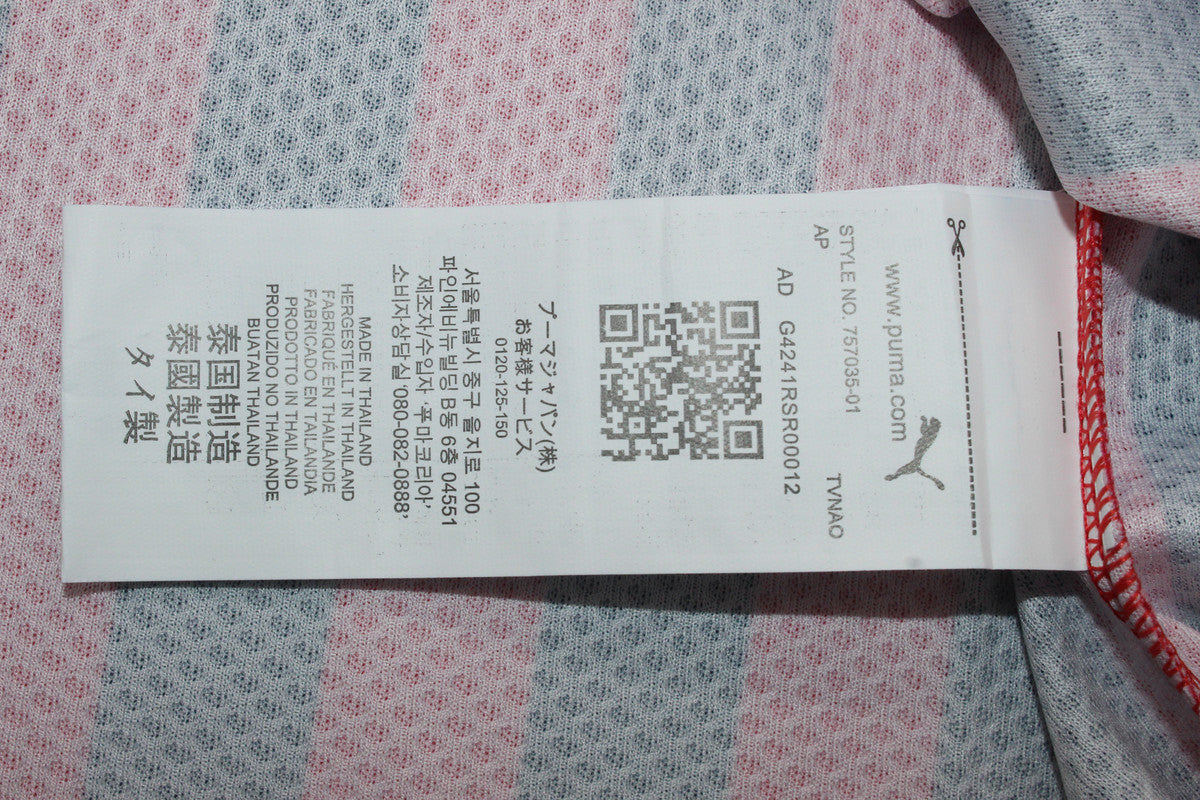 www.puma.com
STYLE NO. 757035-01 TVNAO
AP
AD G4241RSR00012
プーマジャパン(株)
お客様サービス
0120-125-150
서울특별시 중구 을지로 100
파인에비뉴빌딩 B동 6층 04551
제조자/수입자 푸마코리아'
소비자상담실 '080-082-0888'
MADE IN THAILAND
HERGESTELLT IN THAILAND
FABRIQUÉ EN THAILANDE
FABRICADO EN TAILANDIA
PRODOTTO IN THAILAND
PRODUZIDO NO THAILANDE
BUATAN THAILAND
泰国制造
泰國製造
タイ製